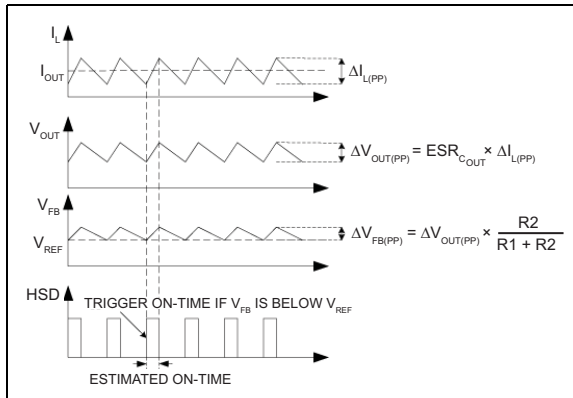 I_L
I_OUT
ΔI_L(PP)
V_OUT
ΔV_OUT(PP) = ESR_C_OUT × ΔI_L(PP)
V_FB
V_REF
ΔV_FB(PP) = ΔV_OUT(PP) × R2 / R1 + R2
HSD
TRIGGER ON-TIME IF V_FB IS BELOW V_REF
ESTIMATED ON-TIME